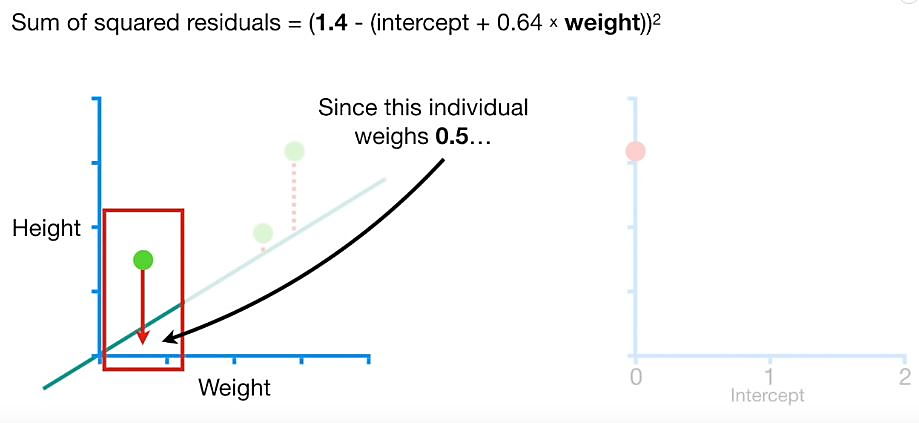 Sum of squared residuals = (1.4 - (intercept + 0.64 × weight))²
Since this individual
weighs 0.5...
Height
Weight
0
1
2
Intercept